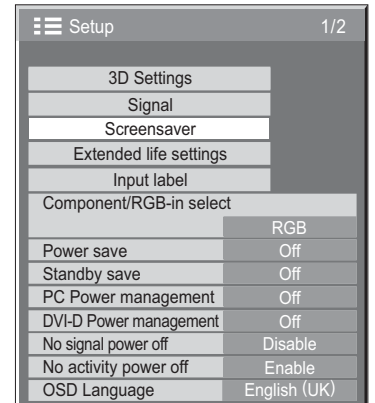 Setup 1/2
3D Settings
Signal
Screensaver
Extended life settings
Input label
Component/RGB-in select
RGB
Power save Off
Standby save Off
PC Power management Off
DVI-D Power management Off
No signal power off Disable
No activity power off Enable
OSD Language English (UK)